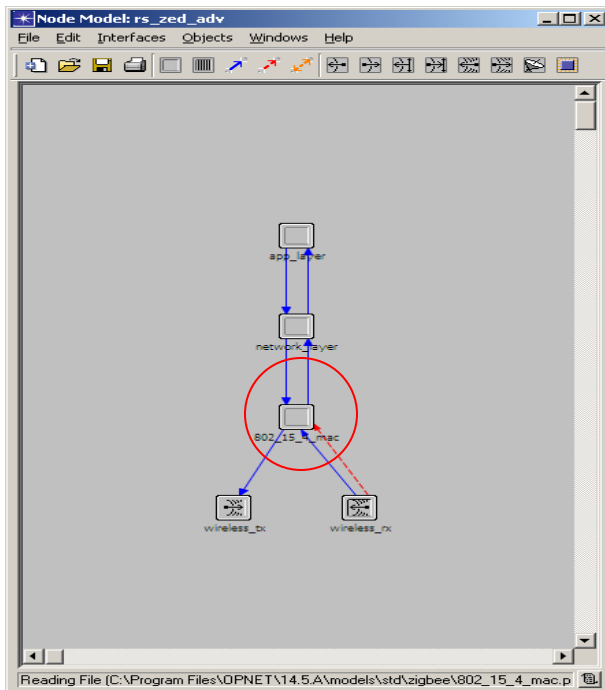 Node Model: rs_zed_adv
File Edit Interfaces Objects Windows Help
app_layer
network_layer
802_15_4_mac
wireless_tx
wireless_rx
Reading File (C:\Program Files\OPNET\14.5.A\models\std\zigbee\802_15_4_mac.p